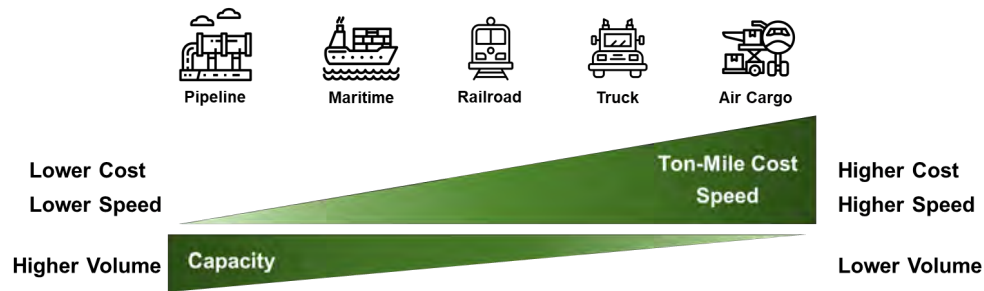 Pipeline
Maritime
Railroad
Truck
Air Cargo
Lower Cost
Lower Speed
Ton-Mile Cost
Speed
Higher Cost
Higher Speed
Higher Volume
Capacity
Lower Volume